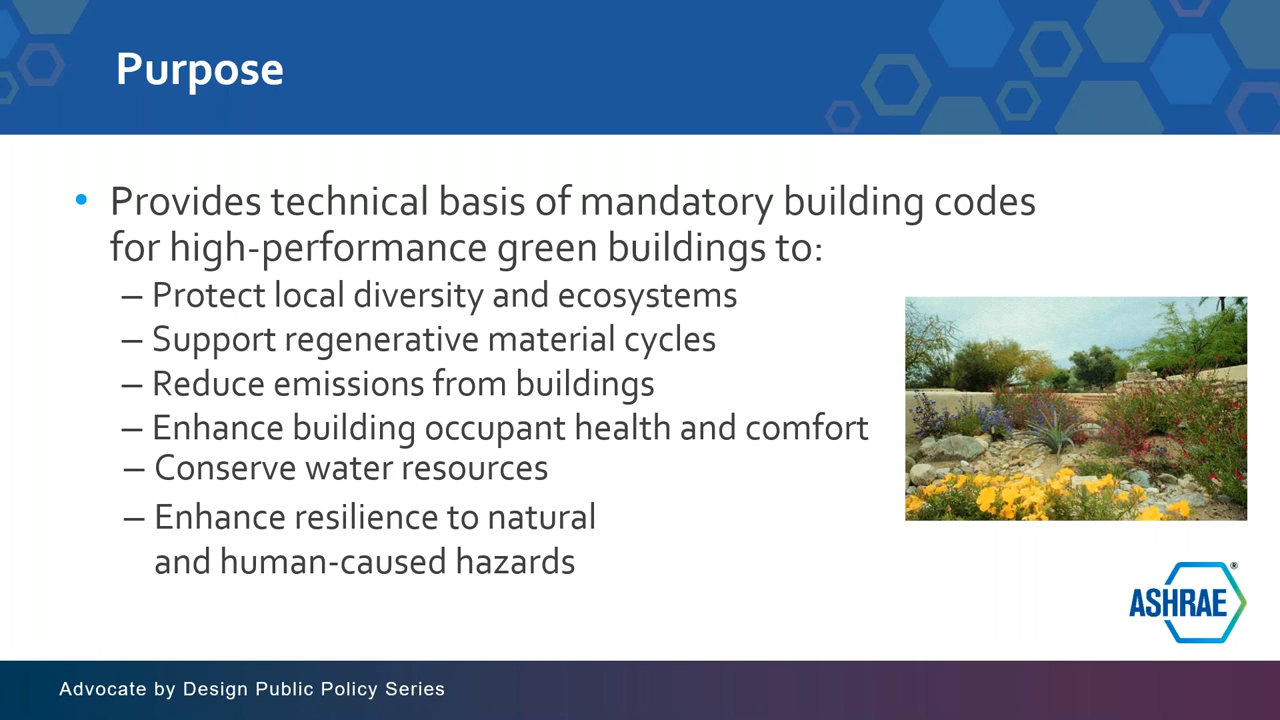 Purpose
• Provides technical basis of mandatory building codes
for high-performance green buildings to:
– Protect local diversity and ecosystems
– Support regenerative material cycles
– Reduce emissions from buildings
– Enhance building occupant health and comfort
– Conserve water resources
– Enhance resilience to natural
and human-caused hazards
ASHRAE®
Advocate by Design Public Policy Series